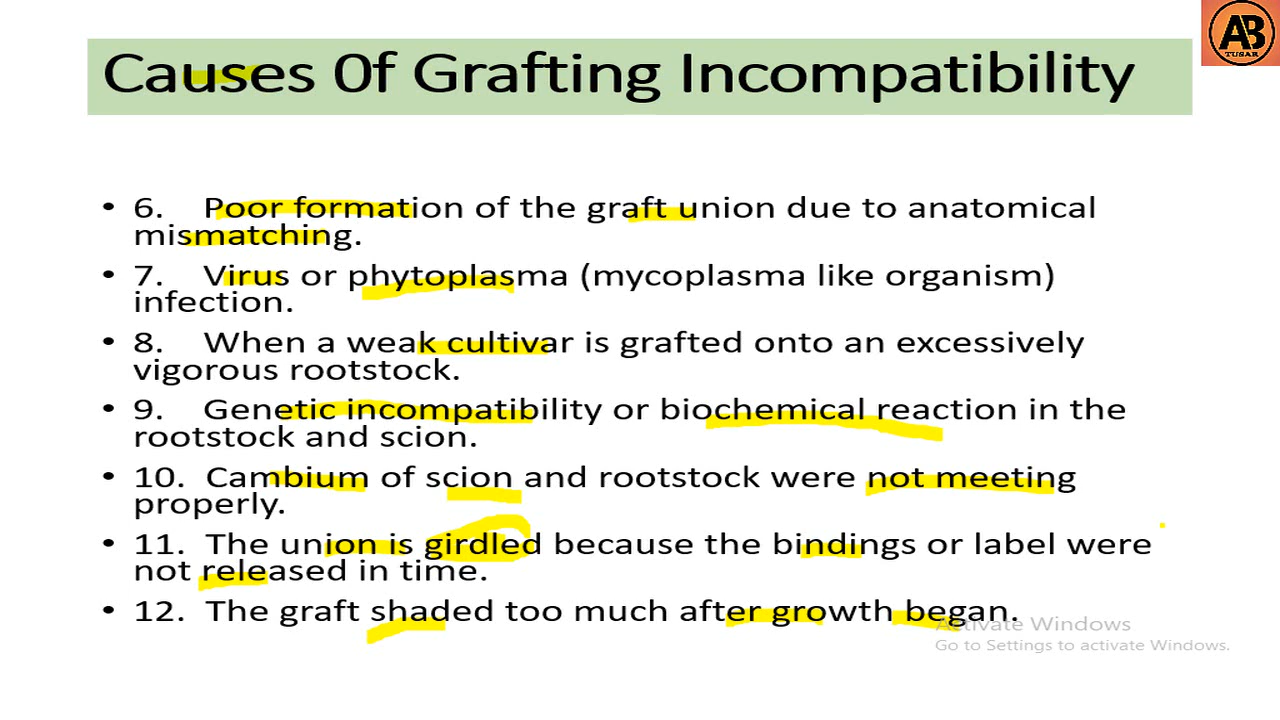 AB
TUSAR
Causes 0f Grafting Incompatibility
• 6. Poor formation of the graft union due to anatomical
mismatching.
• 7. Virus or phytoplasma (mycoplasma like organism)
infection.
• 8. When a weak cultivar is grafted onto an excessively
vigorous rootstock.
• 9. Genetic incompatibility or biochemical reaction in the
rootstock and scion.
• 10. Cambium of scion and rootstock were not meeting
properly.
• 11. The union is girdled because the bindings or label were
not released in time.
• 12. The graft shaded too much after growth began.
Activate Windows
Go to Settings to activate Windows.